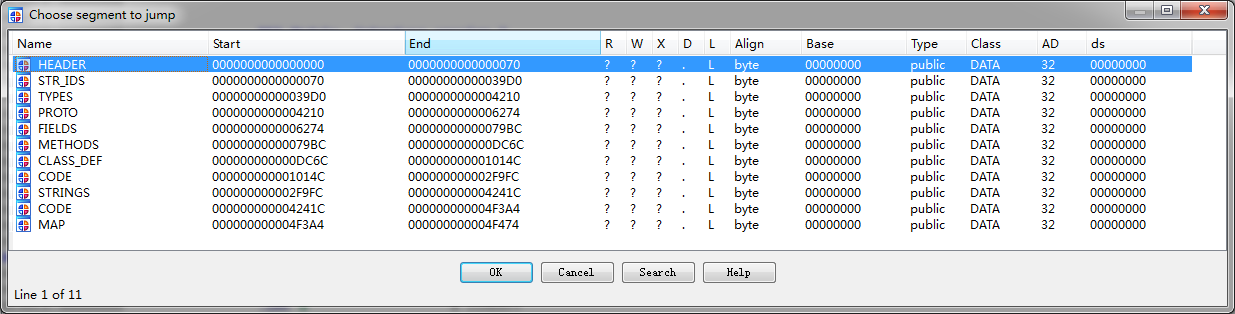 Choose segment to jump
Name Start End R W X D L Align Base Type Class AD ds
HEADER 0000000000000000 0000000000000070 ? ? ? . L byte 00000000 public DATA 32 00000000
STR_IDS 0000000000000070 00000000000039D0 ? ? ? . L byte 00000000 public DATA 32 00000000
TYPES 00000000000039D0 0000000000004210 ? ? ? . L byte 00000000 public DATA 32 00000000
PROTO 0000000000004210 0000000000006274 ? ? ? . L byte 00000000 public DATA 32 00000000
FIELDS 0000000000006274 00000000000079BC ? ? ? . L byte 00000000 public DATA 32 00000000
METHODS 00000000000079BC 000000000000DC6C ? ? ? . L byte 00000000 public DATA 32 00000000
CLASS_DEF 000000000000DC6C 000000000001014C ? ? ? . L byte 00000000 public DATA 32 00000000
CODE 000000000001014C 000000000002F9FC ? ? ? . L byte 00000000 public DATA 32 00000000
STRINGS 000000000002F9FC 000000000004241C ? ? ? . L byte 00000000 public DATA 32 00000000
CODE 000000000004241C 000000000004F3A4 ? ? ? . L byte 00000000 public DATA 32 00000000
MAP 000000000004F3A4 000000000004F474 ? ? ? . L byte 00000000 public DATA 32 00000000
OK Cancel Search Help
Line 1 of 11